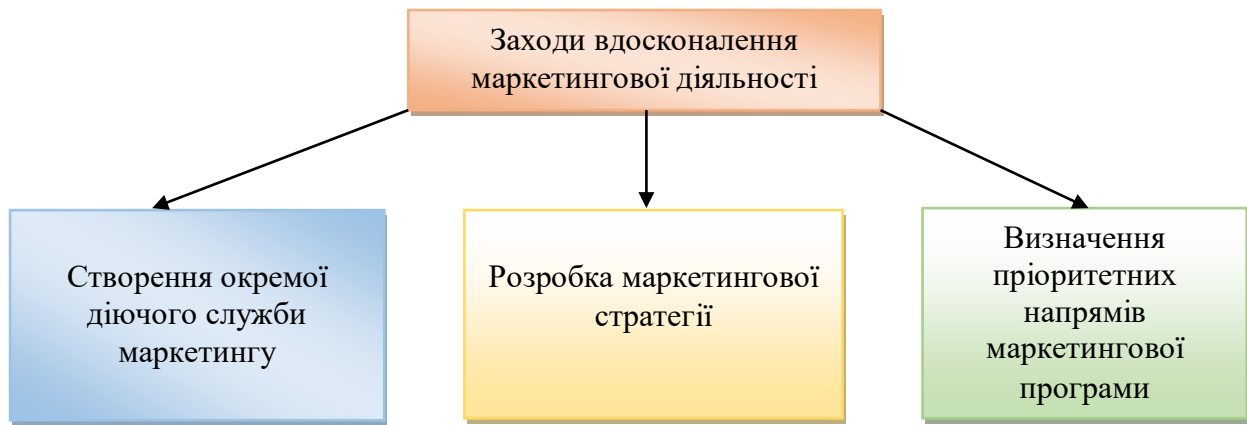 Заходи вдосконалення
маркетингової діяльності
Створення окремої
діючого служби
маркетингу
Розробка маркетингової
стратегії
Визначення
пріоритетних
напрямів
маркетингової
програми